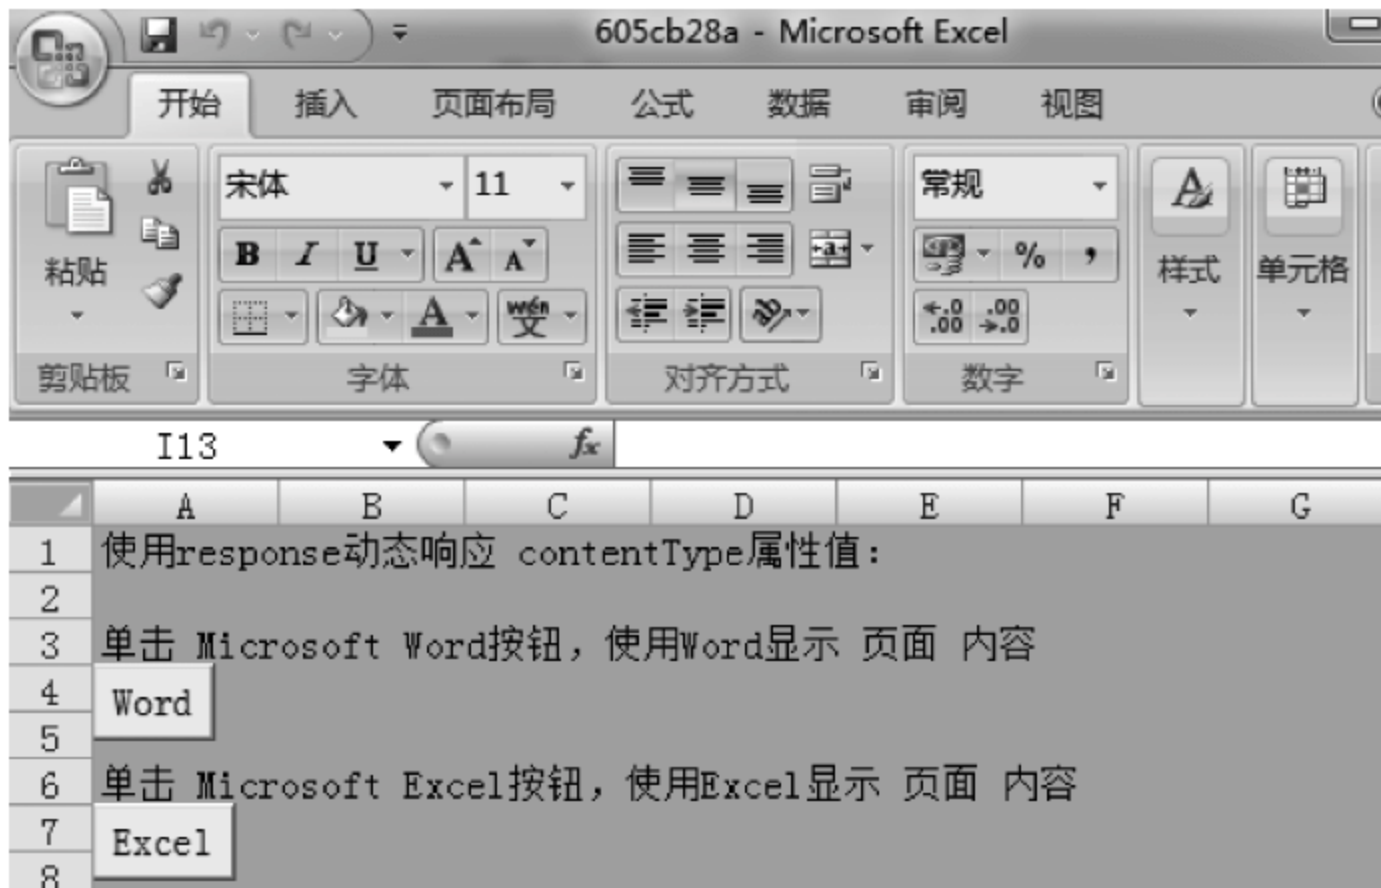 605cb28a - Microsoft Excel
开始 插入 页面布局 公式 数据 审阅 视图
宋体 11 常规
B I U A A % ,
粘贴 wén 文 A .0 .00 .00 .0 样式 单元格
剪贴板 字体 对齐方式 数字
I13 fx
A B C D E F G
1 使用response动态响应 contentType属性值:
2
3 单击 Microsoft Word按钮，使用Word显示 页面 内容
4 Word
5
6 单击 Microsoft Excel按钮，使用Excel显示 页面 内容
7 Excel
8